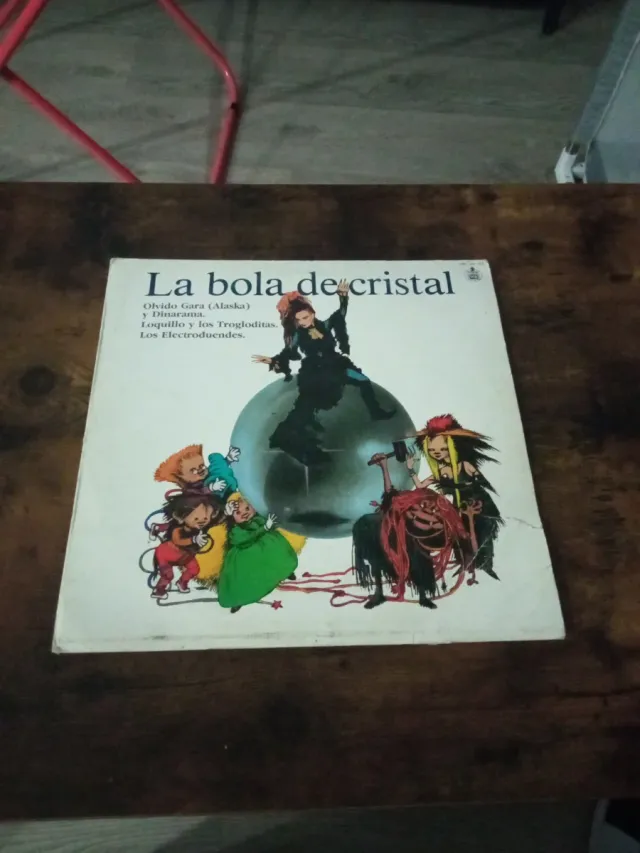 La bola de cristal
Olvido Gara (Alaska)
y Dinarama.
Loquillo y los Trogloditas.
Los Electroduendes.